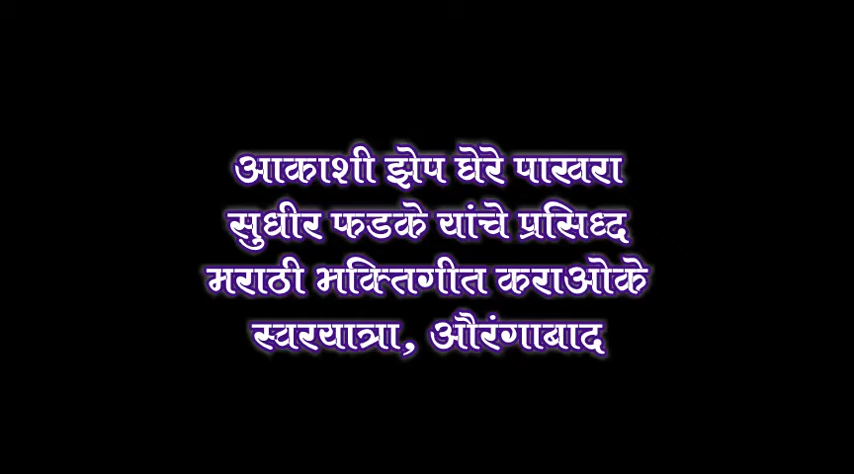 आकाशी झेप घेरे पाखरा
सुधीर फडके यांचे प्रसिध्द
मराठी भक्तिगीत कराओके
स्वरयात्रा, औरंगाबाद